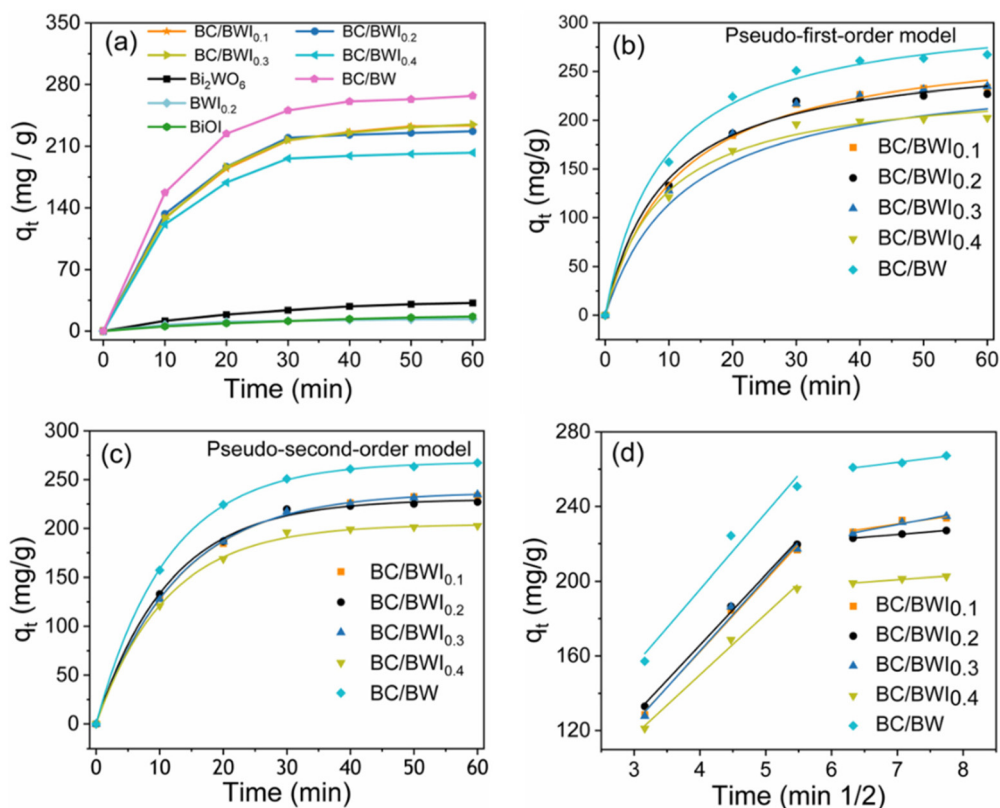 (a)
BC/BWI0.1
BC/BWI0.2
BC/BWI0.3
BC/BWI0.4
Bi2WO6
BC/BW
BWI0.2
BiOI
350
280
210
140
70
0
qt (mg / g)
0 10 20 30 40 50 60
Time (min)
(b)
Pseudo-first-order model
300
250
200
150
100
50
0
qt (mg/g)
BC/BWI0.1
BC/BWI0.2
BC/BWI0.3
BC/BWI0.4
BC/BW
0 10 20 30 40 50 60
Time (min)
(c)
Pseudo-second-order model
300
250
200
150
100
50
0
qt (mg/g)
BC/BWI0.1
BC/BWI0.2
BC/BWI0.3
BC/BWI0.4
BC/BW
0 10 20 30 40 50 60
Time (min)
(d)
280
240
200
160
120
qt (mg/g)
BC/BWI0.1
BC/BWI0.2
BC/BWI0.3
BC/BWI0.4
BC/BW
3 4 5 6 7 8
Time (min 1/2)